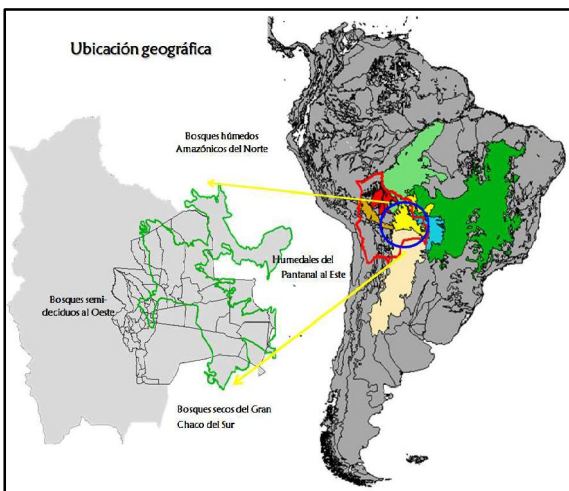 Ubicación geográfica
Bosques húmedos
Amazónicos del Norte
Humedales del
Pantanal al Este
Bosques semi-
deciduos al Oeste
Bosques secos del Gran
Chaco del Sur